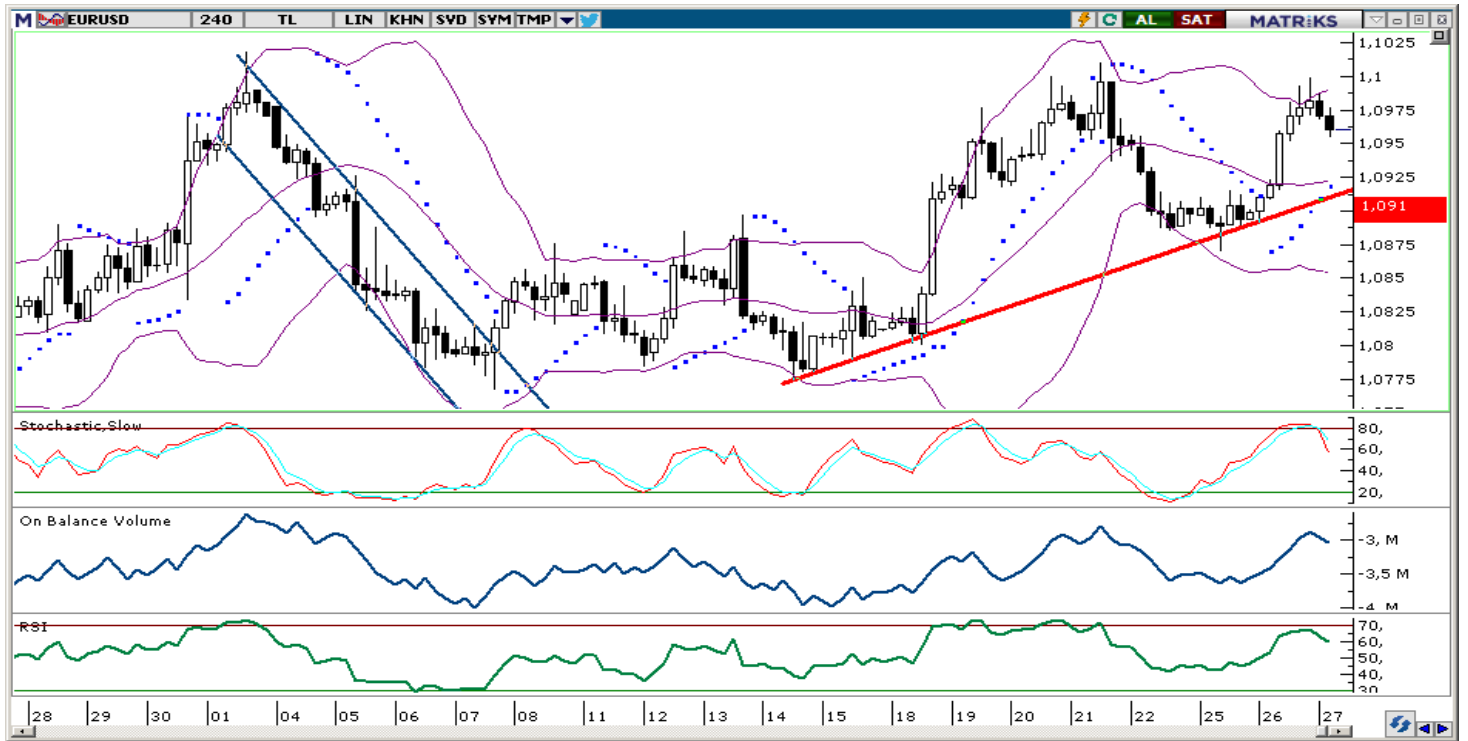 M EURUSD 240 TL LIN KHN SVD SYM TMP AL SAT MATRİKS
1,1025
1,1
1,0975
1,095
1,0925
1,091
1,0875
1,085
1,0825
1,08
1,0775
Stochastic,Slow
80,
60,
40,
20,
On Balance Volume
-3, M
-3,5 M
-4, M
RSI
70,
50,
40,
30
28 29 30 01 04 05 06 07 08 11 12 13 14 15 18 19 20 21 22 25 26 27